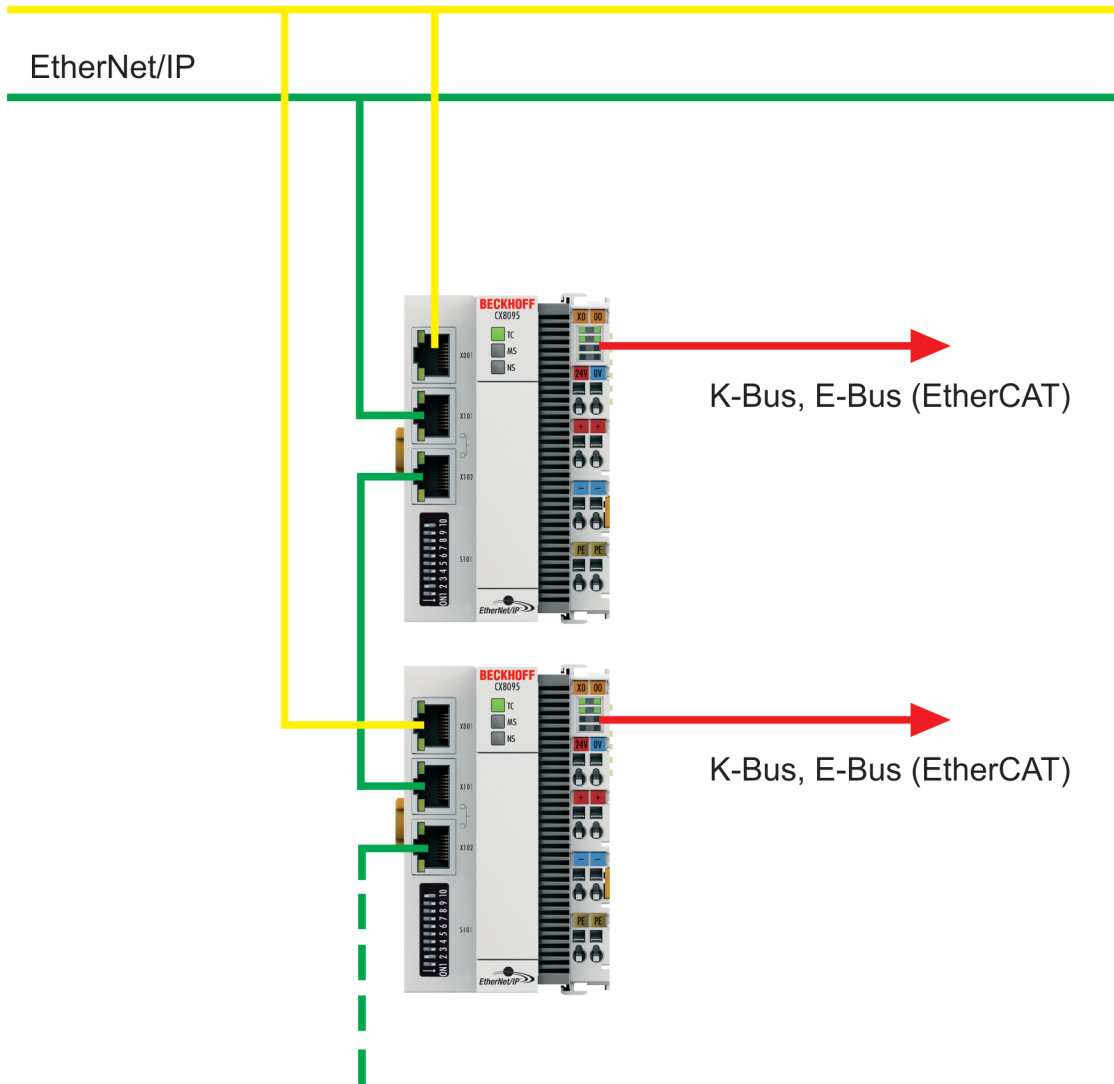 EtherNet/IP
BECKHOFF
CX8095
TC
MS
NS
X001
X101
X102
S101
ON 1 2 3 4 5 6 7 8 9 10
EtherNet/IP
X0 00
24V 0V
+ +
– –
PE PE
K-Bus, E-Bus (EtherCAT)
BECKHOFF
CX8095
TC
MS
NS
X001
X101
X102
S101
ON 1 2 3 4 5 6 7 8 9 10
EtherNet/IP
X0 00
24V 0V
+ +
– –
PE PE
K-Bus, E-Bus (EtherCAT)